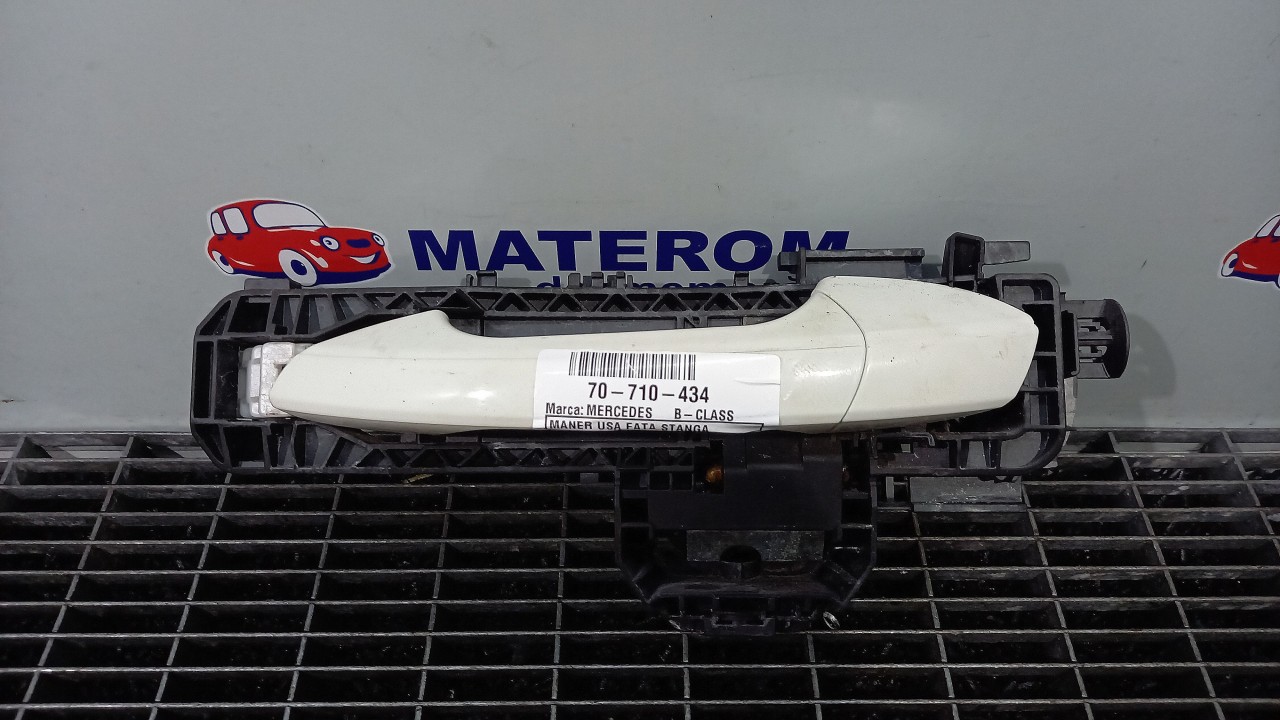 MATEROM
70-710-434
Marca: MERCEDES B-CLASS
MANER USA FATA STANGA